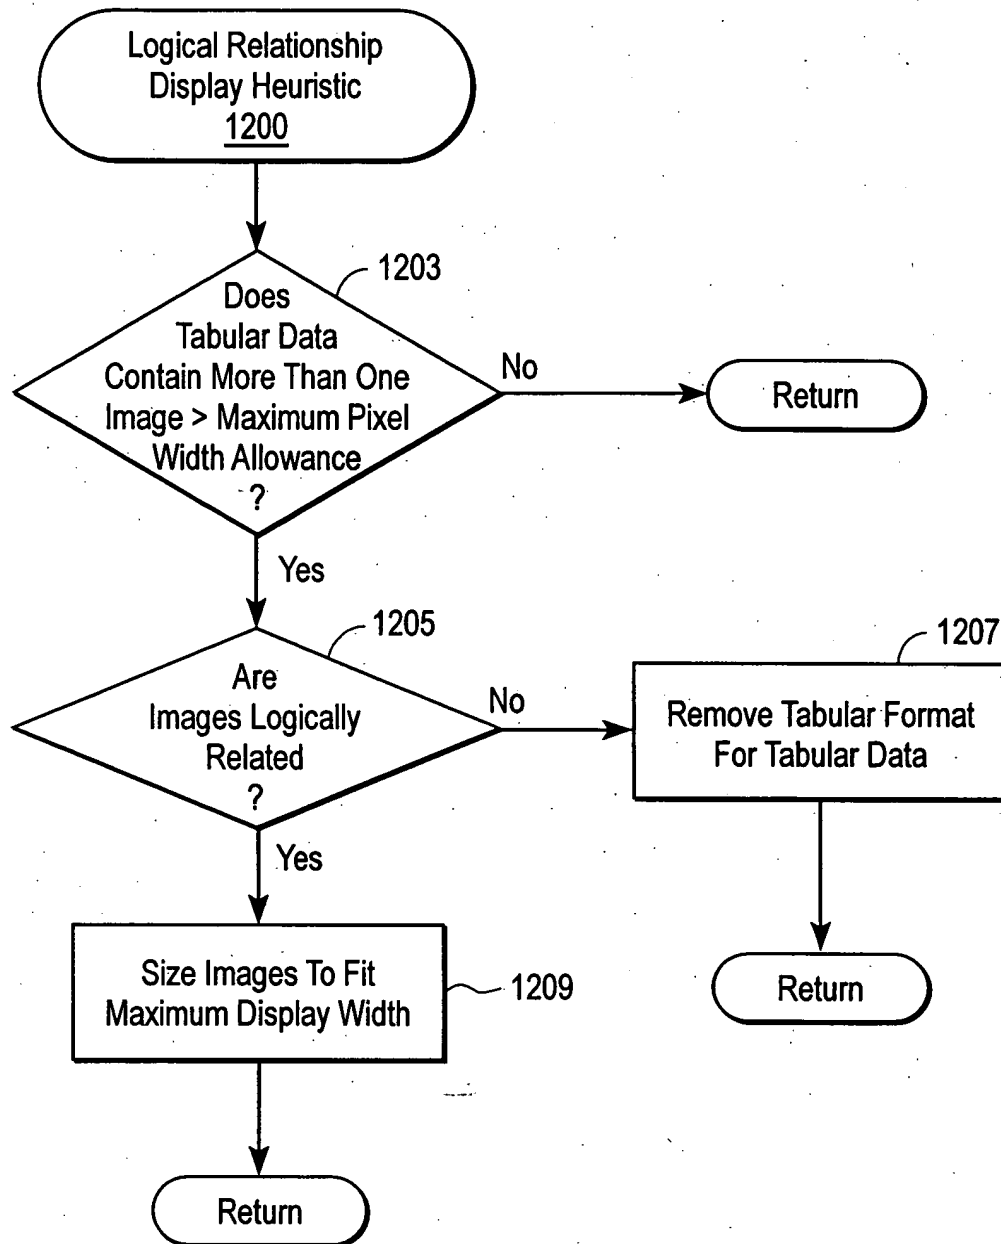 Logical Relationship
Display Heuristic
1200
1203
Does
Tabular Data
Contain More Than One
Image > Maximum Pixel
Width Allowance
?
No
Return
Yes
1205
Are
Images Logically
Related
?
No
1207
Remove Tabular Format
For Tabular Data
Yes
Return
Size Images To Fit
Maximum Display Width
1209
Return